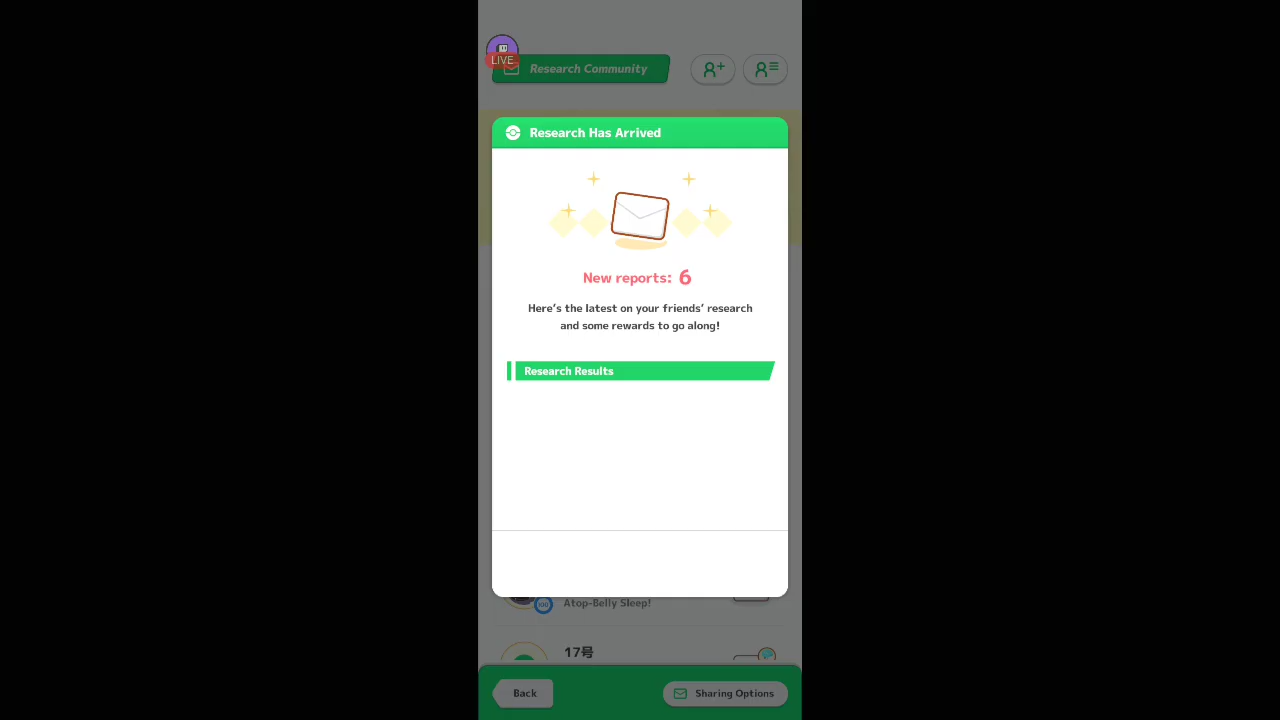 LIVE
Research Community
Research Has Arrived
New reports: 6
Here's the latest on your friends' research
and some rewards to go along!
Research Results
Atop-Belly Sleep!
17号
Back
Sharing Options